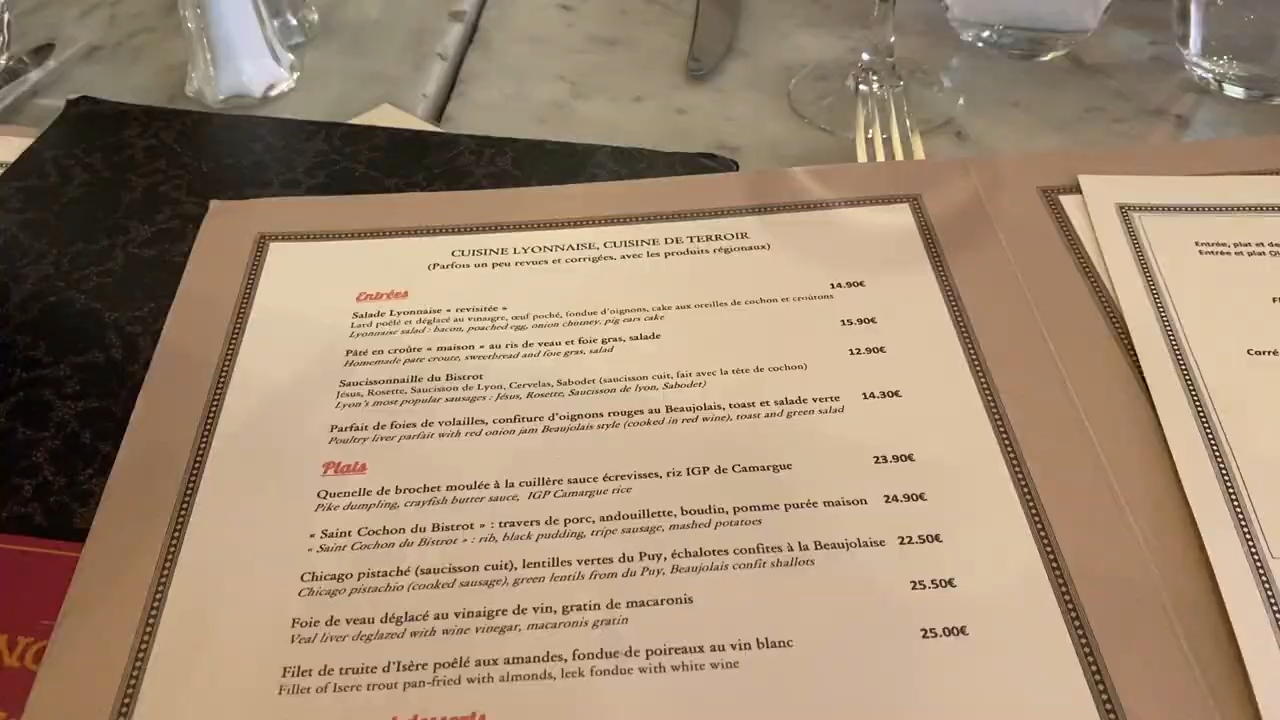 CUISINE LYONNAISE, CUISINE DE TERROIR
(Parfois un peu revues et corrigées, avec les produits régionaux)
Entrées
Salade Lyonnaise « revisitée » 14.90€
Lard poêlé et déglacé au vinaigre, œuf poché, fondue d'oignons, cake aux oreilles de cochon et croûtons
Lyonnaise salad : bacon, poached egg, onion chutney, pig ears cake
Pâté en croûte « maison » au ris de veau et foie gras, salade 15.90€
Homemade pate croute, sweetbread and foie gras, salad
Saucissonnaille du Bistrot 12.90€
Jésus, Rosette, Saucisson de Lyon, Cervelas, Sabodet (saucisson cuit, fait avec la tête de cochon)
Lyon's most popular sausages : Jésus, Rosette, Saucisson de lyon, Sabodet)
Parfait de foies de volailles, confiture d'oignons rouges au Beaujolais, toast et salade verte 14.30€
Poultry liver parfait with red onion jam Beaujolais style (cooked in red wine), toast and green salad
Plats
Quenelle de brochet moulée à la cuillère sauce écrevisses, riz IGP de Camargue 23.90€
Pike dumpling, crayfish butter sauce, IGP Camargue rice
« Saint Cochon du Bistrot » : travers de porc, andouillette, boudin, pomme purée maison 24.90€
« Saint Cochon du Bistrot » : rib, black pudding, tripe sausage, mashed potatoes
Chicago pistaché (saucisson cuit), lentilles vertes du Puy, échalotes confites à la Beaujolaise 22.50€
Chicago pistachio (cooked sausage), green lentils from du Puy, Beaujolais confit shallots
Foie de veau déglacé au vinaigre de vin, gratin de macaronis 25.50€
Veal liver deglazed with wine vinegar, macaronis gratin
Filet de truite d'Isère poêlé aux amandes, fondue de poireaux au vin blanc 25.00€
Fillet of Isere trout pan-fried with almonds, leek fondue with white wine
desserts
Entrée, plat et de
Entrée et plat OU
Carré